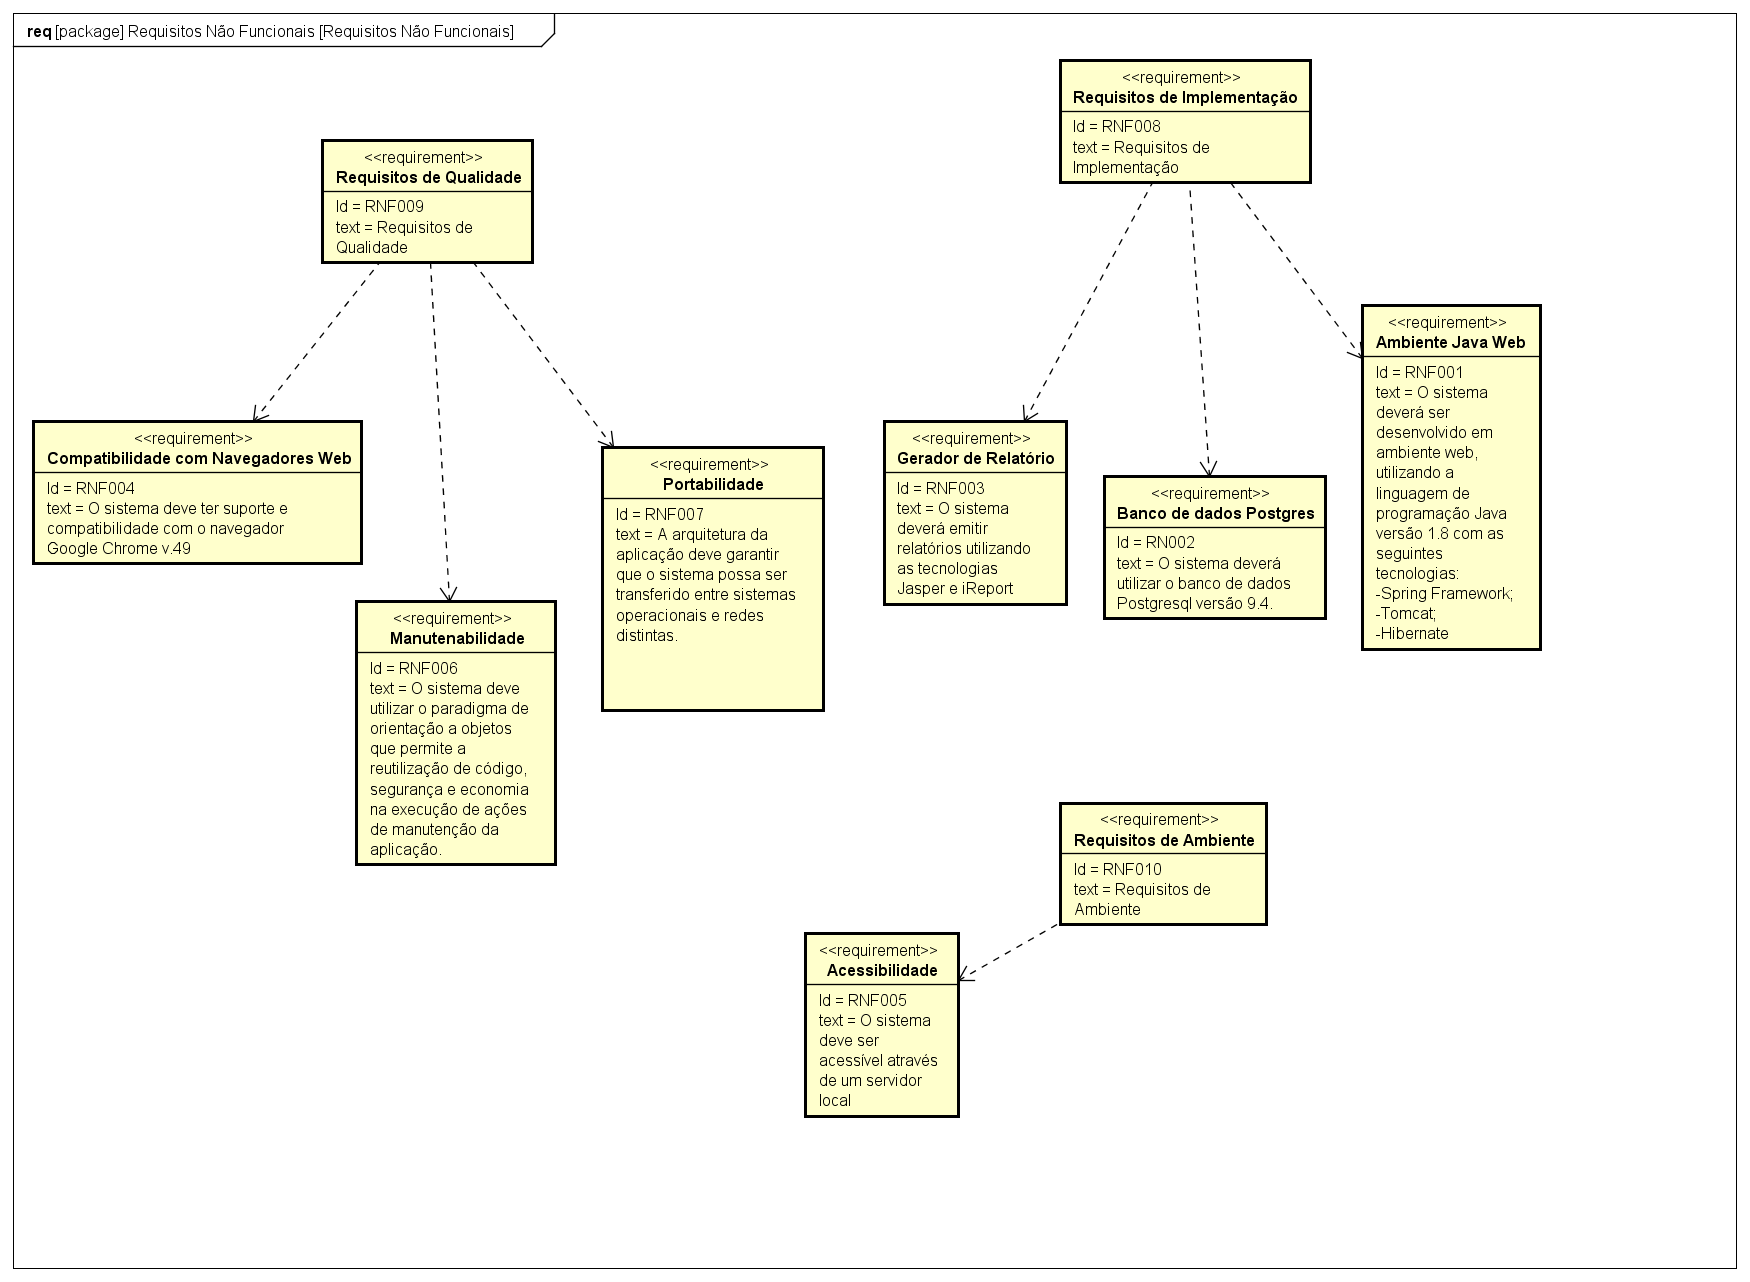 req [package] Requisitos Não Funcionais [Requisitos Não Funcionais]
<<requirement>>
Requisitos de Implementação
Id = RNF008
text = Requisitos de
Implementação
<<requirement>>
Requisitos de Qualidade
Id = RNF009
text = Requisitos de
Qualidade
<<requirement>>
Ambiente Java Web
Id = RNF001
text = O sistema
deverá ser
desenvolvido em
ambiente web,
utilizando a
linguagem de
programação Java
versão 1.8 com as
seguintes
tecnologias:
-Spring Framework;
-Tomcat;
-Hibernate
<<requirement>>
Compatibilidade com Navegadores Web
Id = RNF004
text = O sistema deve ter suporte e
compatibilidade com o navegador
Google Chrome v.49
<<requirement>>
Portabilidade
Id = RNF007
text = A arquitetura da
aplicação deve garantir
que o sistema possa ser
transferido entre sistemas
operacionais e redes
distintas.
<<requirement>>
Gerador de Relatório
Id = RNF003
text = O sistema
deverá emitir
relatórios utilizando
as tecnologias
Jasper e iReport
<<requirement>>
Banco de dados Postgres
Id = RN002
text = O sistema deverá
utilizar o banco de dados
Postgresql versão 9.4.
<<requirement>>
Manutenabilidade
Id = RNF006
text = O sistema deve
utilizar o paradigma de
orientação a objetos
que permite a
reutilização de código,
segurança e economia
na execução de ações
de manutenção da
aplicação.
<<requirement>>
Requisitos de Ambiente
Id = RNF010
text = Requisitos de
Ambiente
<<requirement>>
Acessibilidade
Id = RNF005
text = O sistema
deve ser
acessível através
de um servidor
local